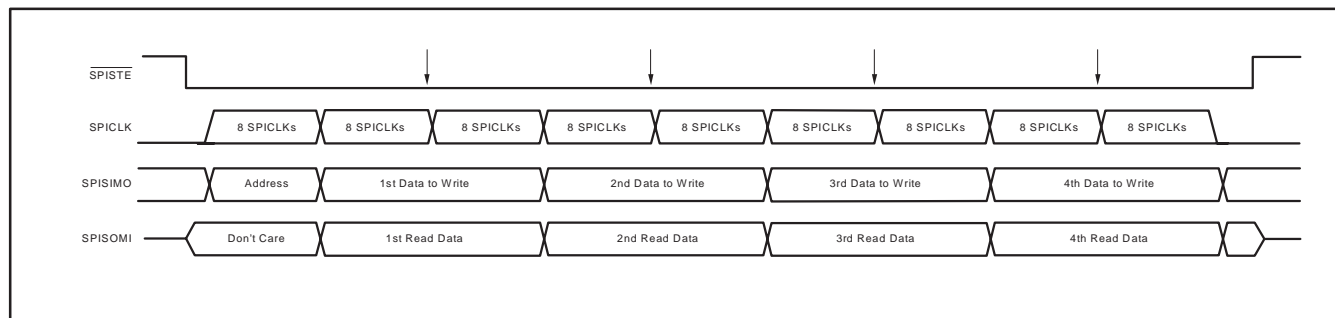 SPISTE
SPICLK 8 SPICLKs 8 SPICLKs 8 SPICLKs 8 SPICLKs 8 SPICLKs 8 SPICLKs 8 SPICLKs 8 SPICLKs 8 SPICLKs
SPISIMO Address 1st Data to Write 2nd Data to Write 3rd Data to Write 4th Data to Write
SPISOMI Don't Care 1st Read Data 2nd Read Data 3rd Read Data 4th Read Data